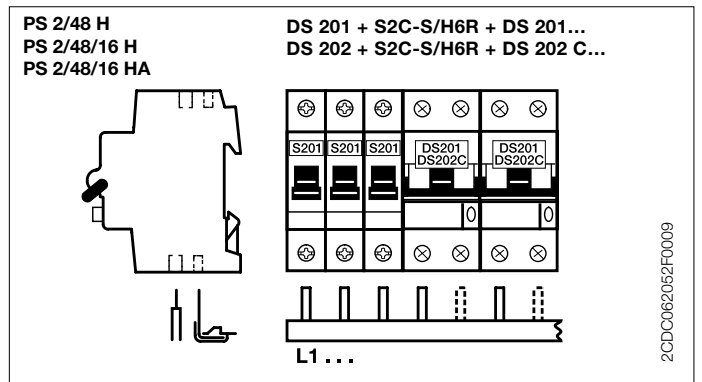 PS 2/48 H
PS 2/48/16 H
PS 2/48/16 HA
DS 201 + S2C-S/H6R + DS 201...
DS 202 + S2C-S/H6R + DS 202 C...
S201 S201 S201 DS201 DS201
DS202C DS202C
L1 . . .
2CDC062052F0009